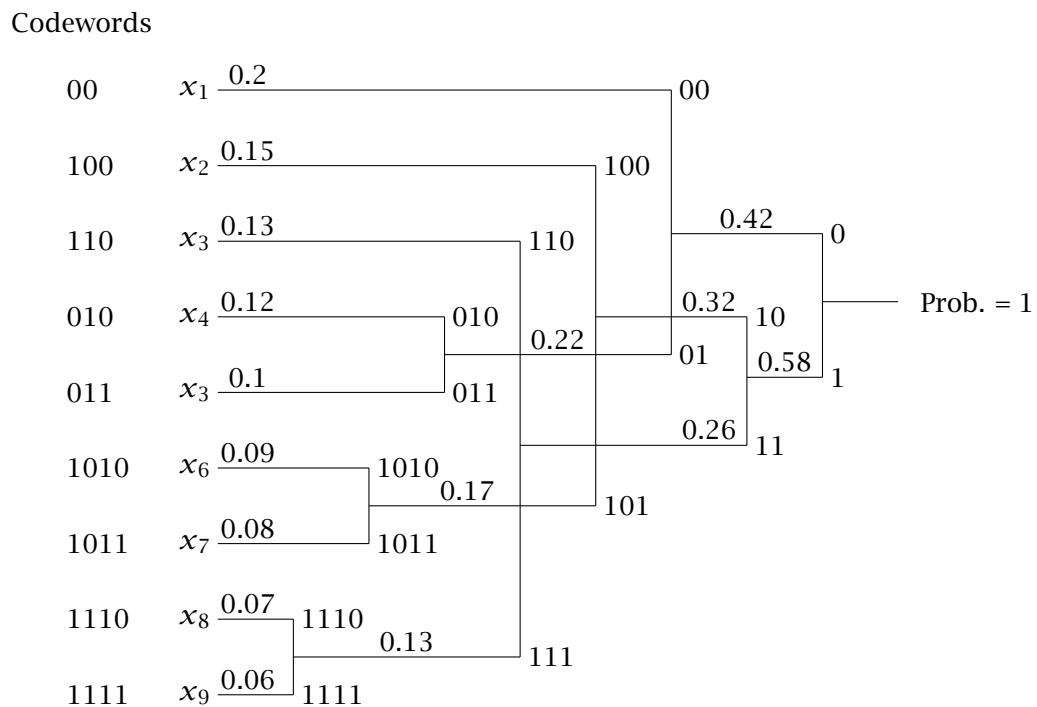 Codewords
00 x1 0.2 00
100 x2 0.15 100
110 x3 0.13 110 0.42 0
Prob. = 1
010 x4 0.12 010 0.32 10
0.22 01 0.58 1
011 x3 0.1 011
0.26 11
1010 x6 0.09 1010
0.17 101
1011 x7 0.08 1011
1110 x8 0.07 1110
0.13 111
1111 x9 0.06 1111